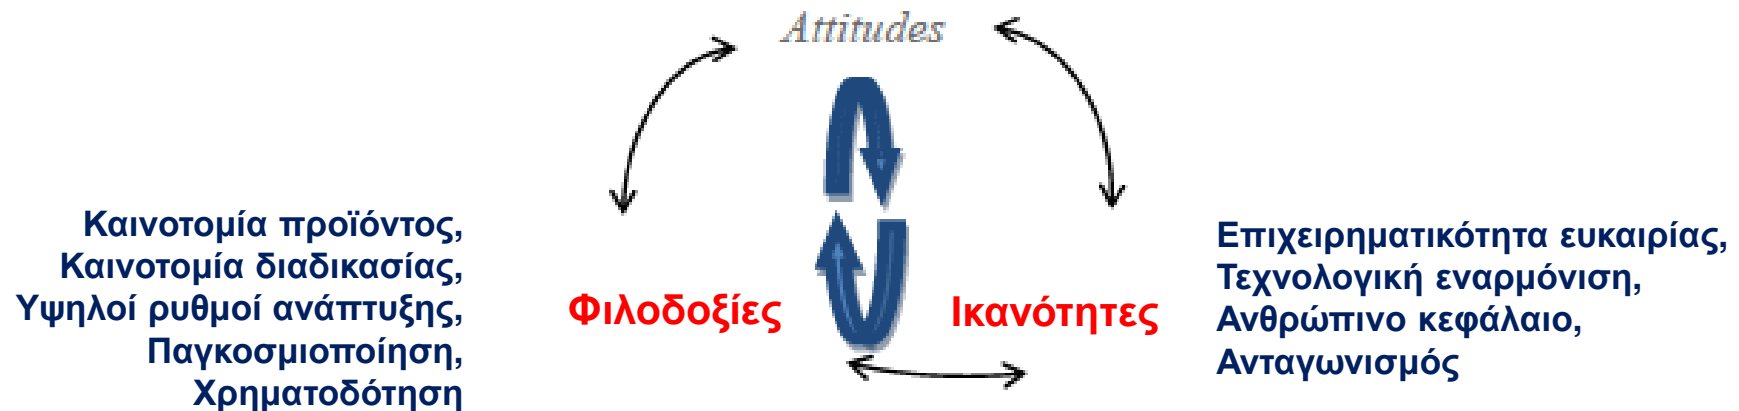 Attitudes
Καινοτομία προϊόντος,
Καινοτομία διαδικασίας,
Υψηλοί ρυθμοί ανάπτυξης,
Παγκοσμιοποίηση,
Χρηματοδότηση
Φιλοδοξίες
Ικανότητες
Επιχειρηματικότητα ευκαιρίας,
Τεχνολογική εναρμόνιση,
Ανθρώπινο κεφάλαιο,
Ανταγωνισμός